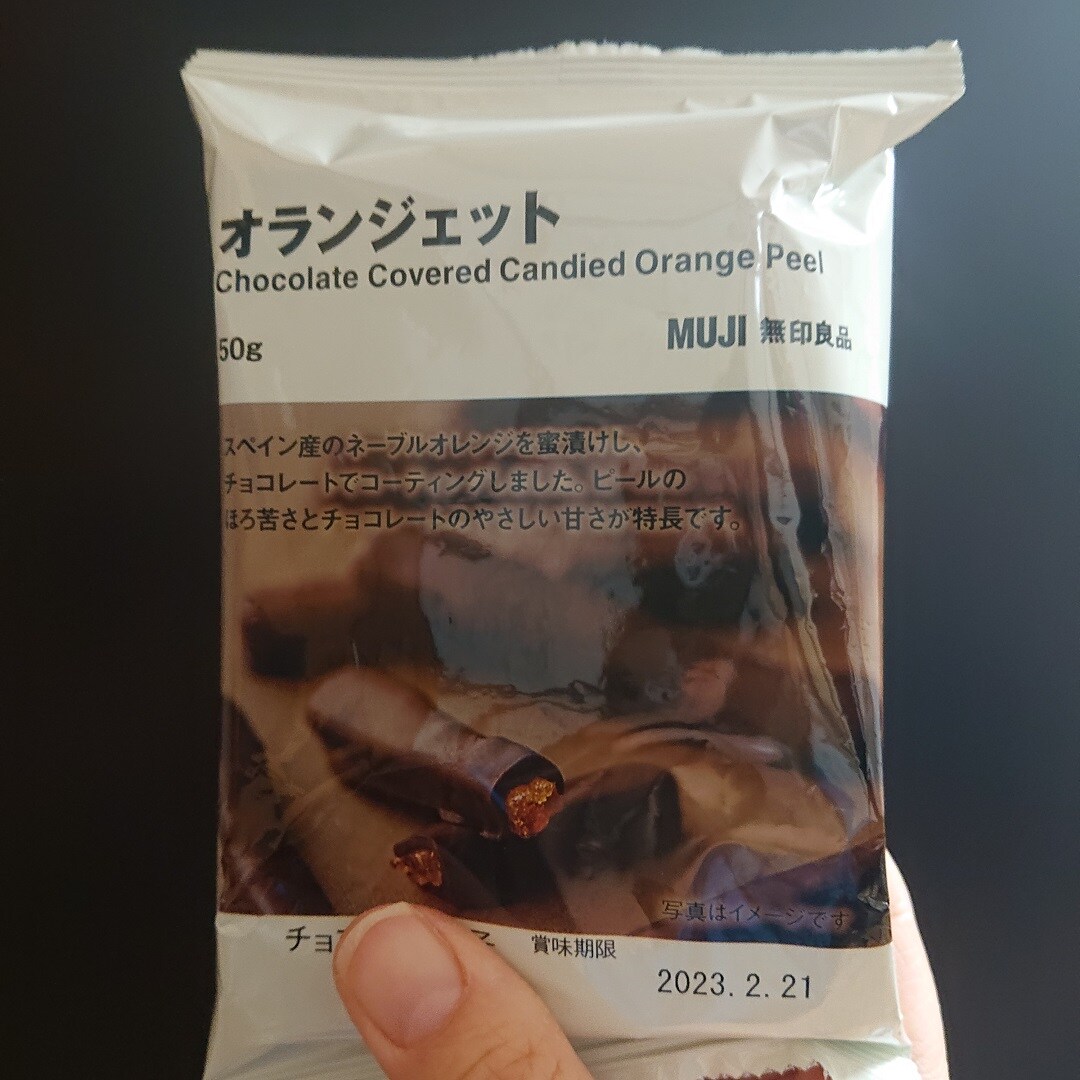 オランジェット
Chocolate Covered Candied Orange Peel
50g
MUJI 無印良品
スペイン産のネーブルオレンジを蜜漬けし、
チョコレートでコーティングしました。ピールの
ほろ苦さとチョコレートのやさしい甘さが特長です。
写真はイメージです
賞味期限
2023.2.21